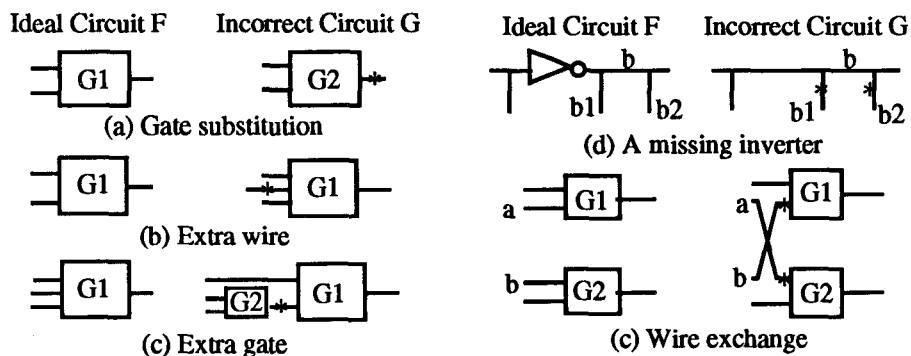 Ideal Circuit F Incorrect Circuit G
G1 G2
(a) Gate substitution
G1 G1
(b) Extra wire
G1 G2 G1
(c) Extra gate
Ideal Circuit F Incorrect Circuit G
b b
b1 b2 b1 b2
(d) A missing inverter
G1 G1
a a
b b
G2 G2
(c) Wire exchange